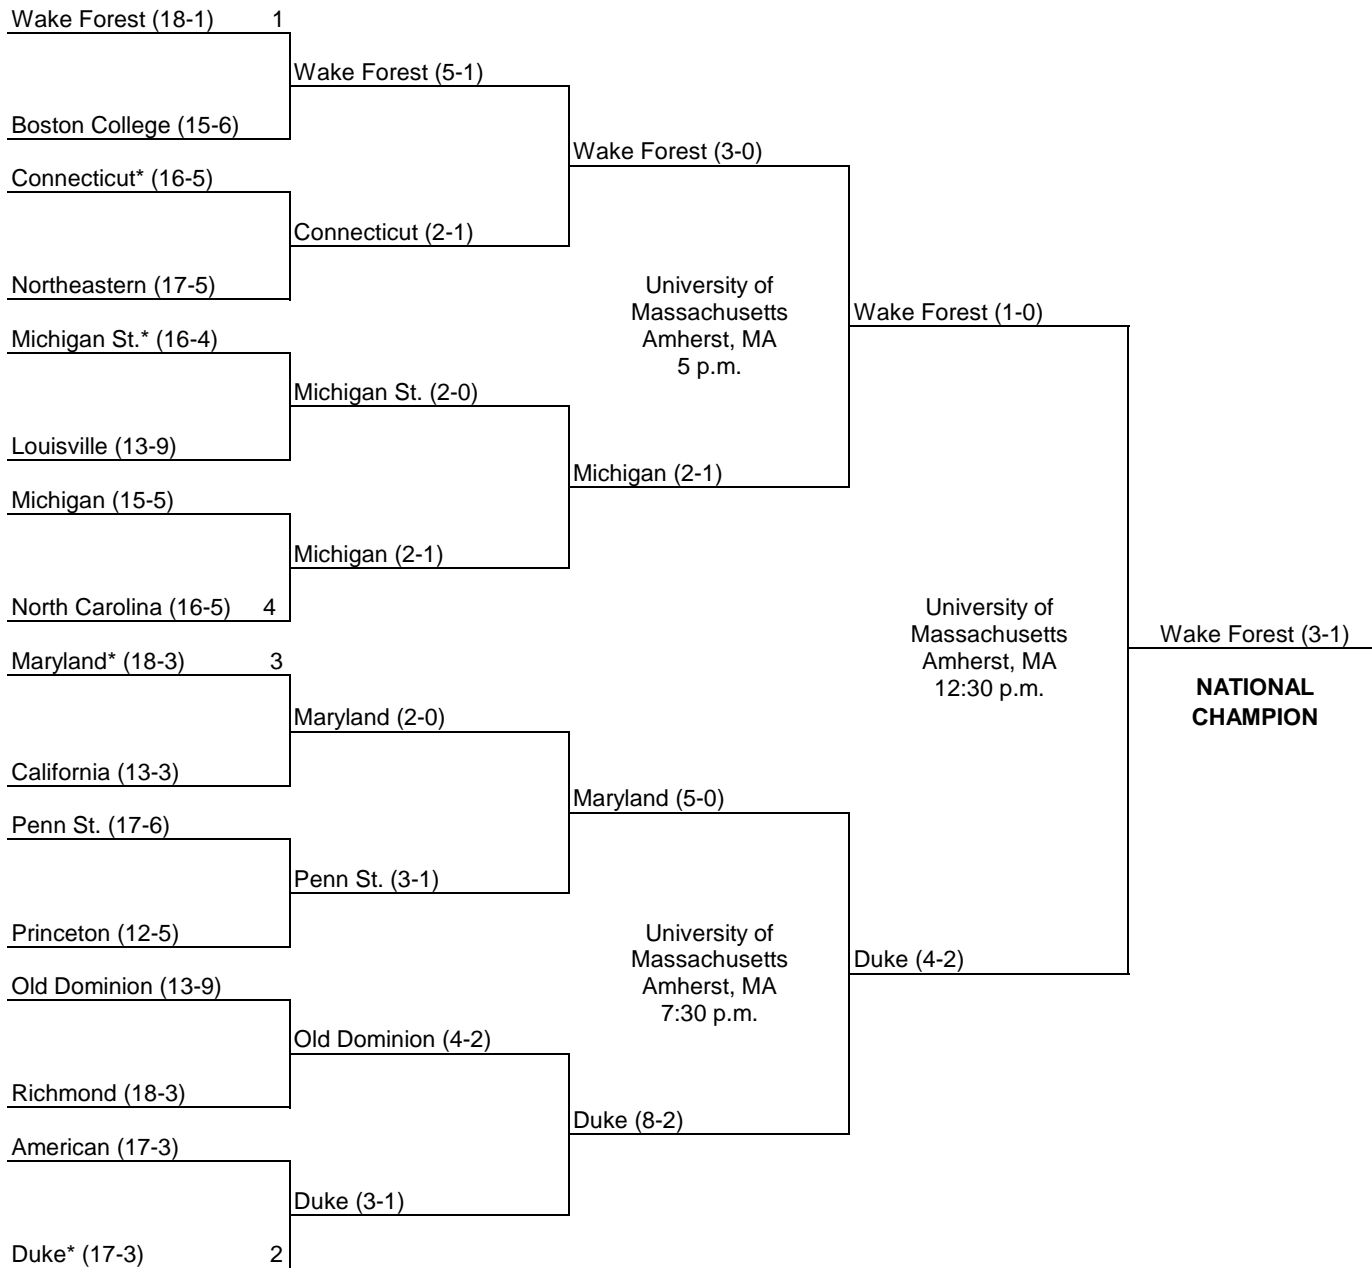 Wake Forest (18-1) 1
Wake Forest (5-1)
Boston College (15-6)
Wake Forest (3-0)
Connecticut* (16-5)
Connecticut (2-1)
Northeastern (17-5)
University of
Massachusetts
Amherst, MA
5 p.m.
Wake Forest (1-0)
Michigan St.* (16-4)
Michigan St. (2-0)
Louisville (13-9)
Michigan (2-1)
Michigan (15-5)
Michigan (2-1)
North Carolina (16-5) 4
University of
Massachusetts
Amherst, MA
12:30 p.m.
Wake Forest (3-1)
NATIONAL
CHAMPION
Maryland* (18-3) 3
Maryland (2-0)
California (13-3)
Maryland (5-0)
Penn St. (17-6)
Penn St. (3-1)
Princeton (12-5)
University of
Massachusetts
Amherst, MA
7:30 p.m.
Duke (4-2)
Old Dominion (13-9)
Old Dominion (4-2)
Richmond (18-3)
Duke (8-2)
American (17-3)
Duke (3-1)
Duke* (17-3) 2